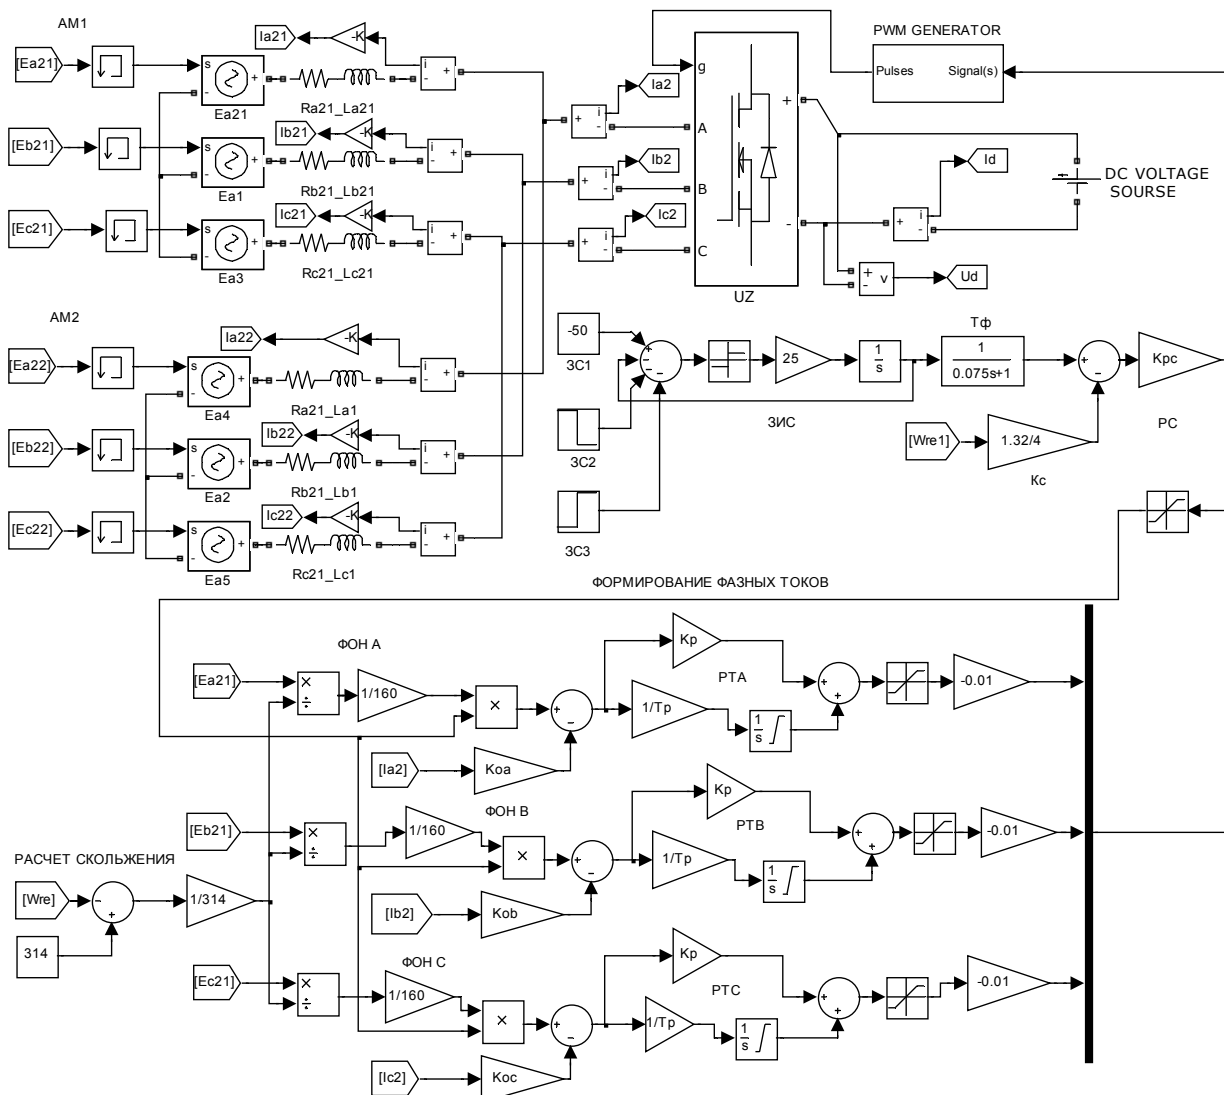 AM1
[Ea21]
s
-
+
Ea21
Ra21_La21
Ia21
-K
i
+
-
[Eb21]
s
-
+
Ea1
Rb21_Lb21
Ib21
-K
i
+
-
[Ec21]
s
-
+
Ea3
Rc21_Lc21
Ic21
-K
i
+
-
AM2
[Ea22]
s
-
+
Ea4
Ra21_La1
Ia22
-K
i
+
-
[Eb22]
s
-
+
Ea2
Rb21_Lb1
Ib22
-K
i
+
-
[Ec22]
s
-
+
Ea5
Rc21_Lc1
Ic22
-K
i
+
-
+
i
-
Ia2
+
i
-
Ib2
+
i
-
Ic2
g
A
B
C
+
-
UZ
PWM GENERATOR
Pulses
Signal(s)
+
i
-
Id
DC VOLTAGE
SOURSE
+
-
v
Ud
-50
ЗС1
ЗС2
ЗС3
25
1
s
ЗИС
Тф
1
0.075s+1
Kpc
РС
[Wre1]
1.32/4
Кс
ФОРМИРОВАНИЕ ФАЗНЫХ ТОКОВ
ФОН А
[Ea21]
×
÷
1/160
×
[Ia2]
Koa
Kp
РТА
1/Tp
1
s
-0.01
ФОН В
[Eb21]
×
÷
1/160
×
[Ib2]
Kob
Kp
РТВ
1/Tp
1
s
-0.01
РАСЧЕТ СКОЛЬЖЕНИЯ
[Wre]
314
1/314
ФОН С
[Ec21]
×
÷
1/160
×
[Ic2]
Koc
Kp
РТС
1/Tp
1
s
-0.01